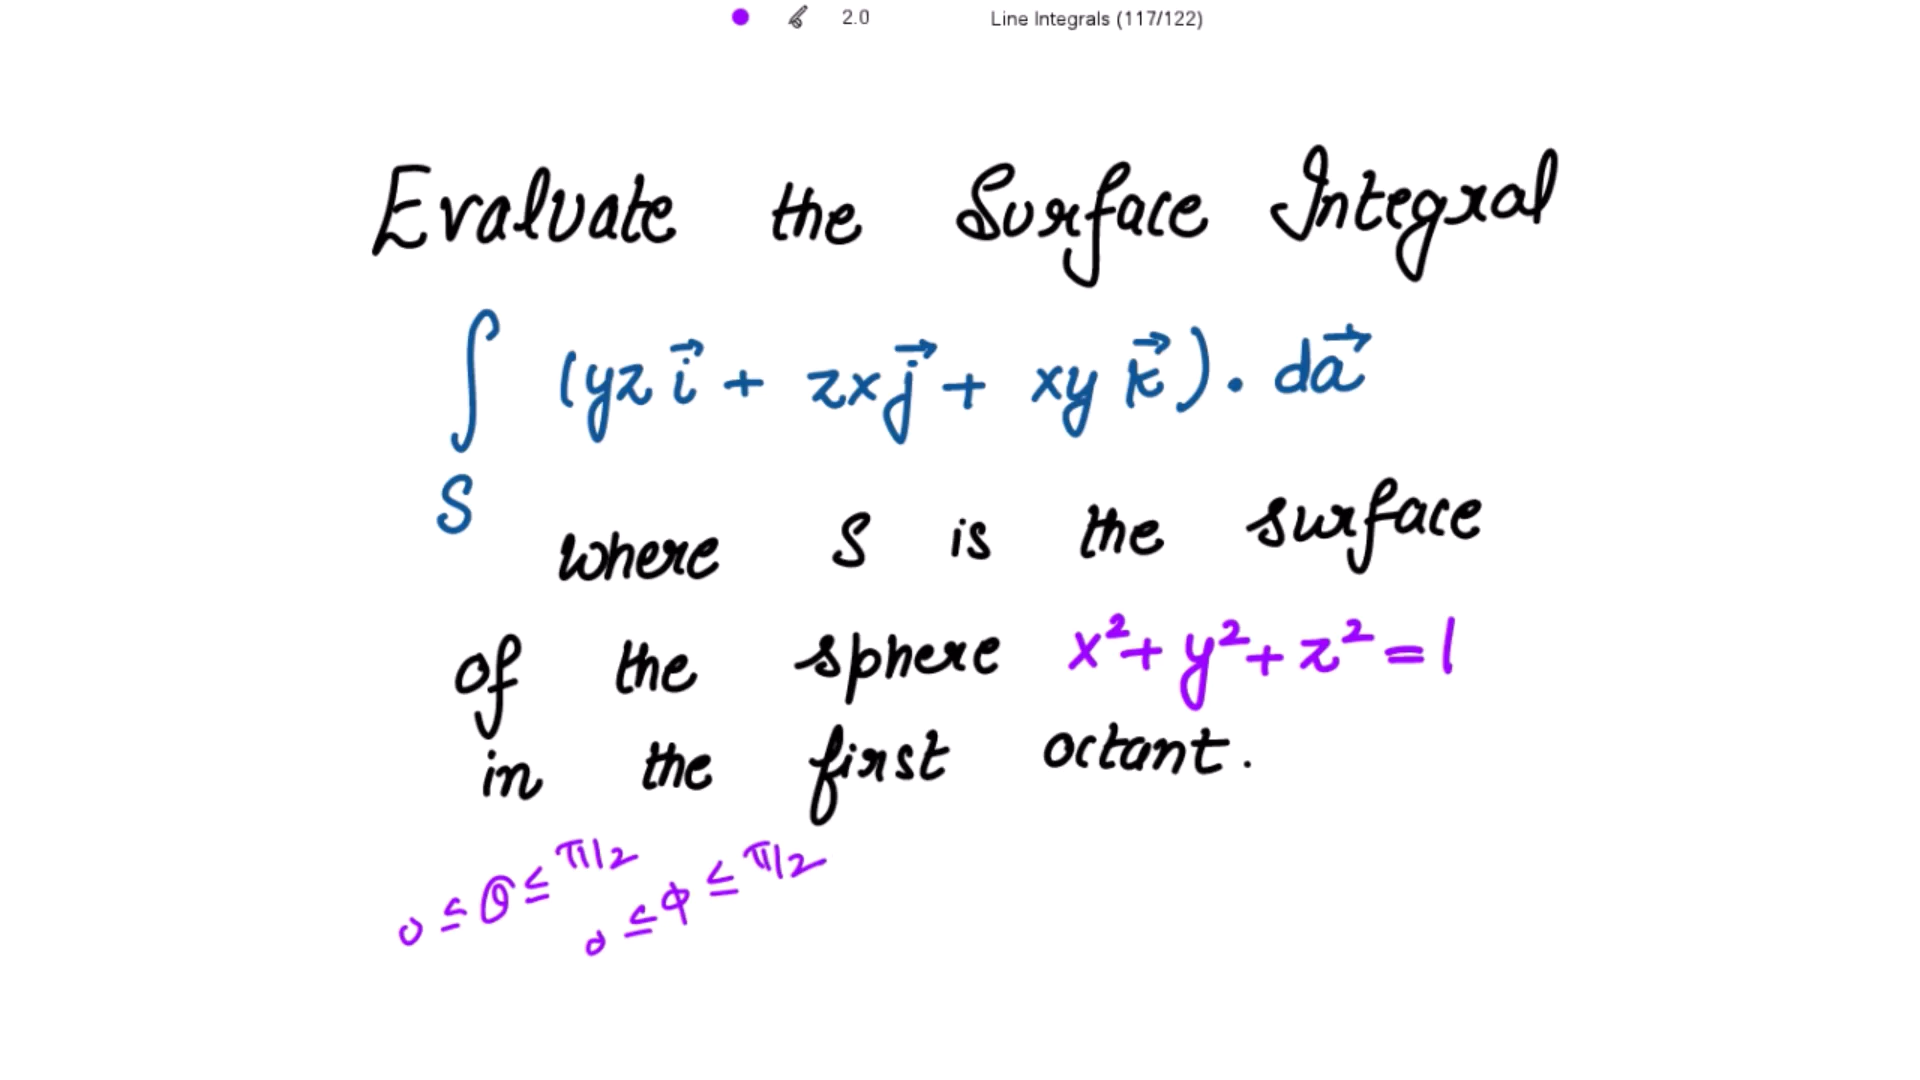 2.0 Line Integrals (117/122)
Evaluate the Surface Integral
∫ (yz i⃗ + zx j⃗ + xy k⃗) . da⃗
S
where S is the surface
of the sphere x²+y²+z²=1
in the first octant.
0 ≤ θ ≤ π/2
0 ≤ φ ≤ π/2